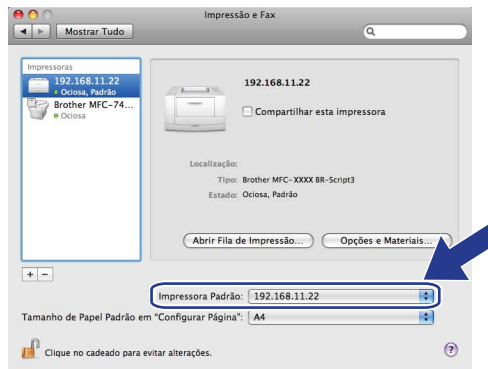 Impressão e Fax
Mostrar Tudo
Impressoras
192.168.11.22
Ociosa, Padrão
Brother MFC-74...
Ociosa
192.168.11.22
Compartilhar esta impressora
Localização:
Tipo: Brother MFC-XXXX BR-Script3
Estado: Ociosa, Padrão
Abrir Fila de Impressão... Opções e Materiais...
+ −
Impressora Padrão: 192.168.11.22
Tamanho de Papel Padrão em "Configurar Página": A4
Clique no cadeado para evitar alterações.
?